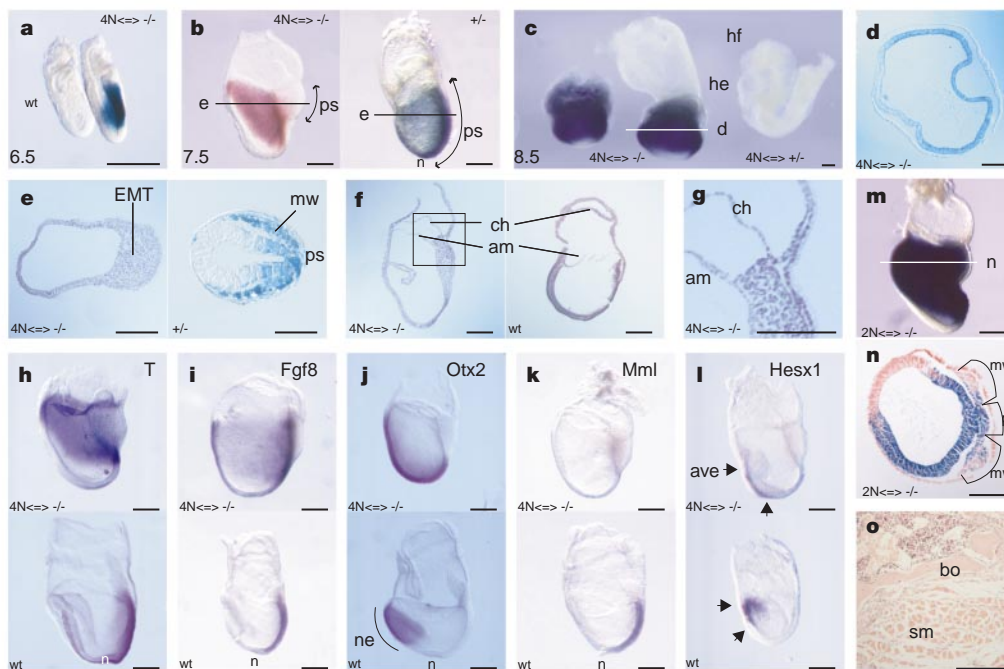 a 4N<=> -/-
wt
6.5
b 4N<=> -/- +/-
e ps
e ps
7.5 n
c hf
he
d
8.5 4N<=> -/- 4N<=> +/-
d
4N<=> -/-
e EMT mw
ps
4N<=> -/- +/-
f ch
am
4N<=> -/- wt
g ch
am
4N<=> -/-
m
n
2N<=> -/-
h T
4N<=> -/-
wt n
i Fgf8
4N<=> -/-
wt n
j Otx2
4N<=> -/-
ne
wt n
k Mml
4N<=> -/-
wt n
l Hesx1
ave
4N<=> -/-
wt
n
2N<=> -/-
o
bo
sm